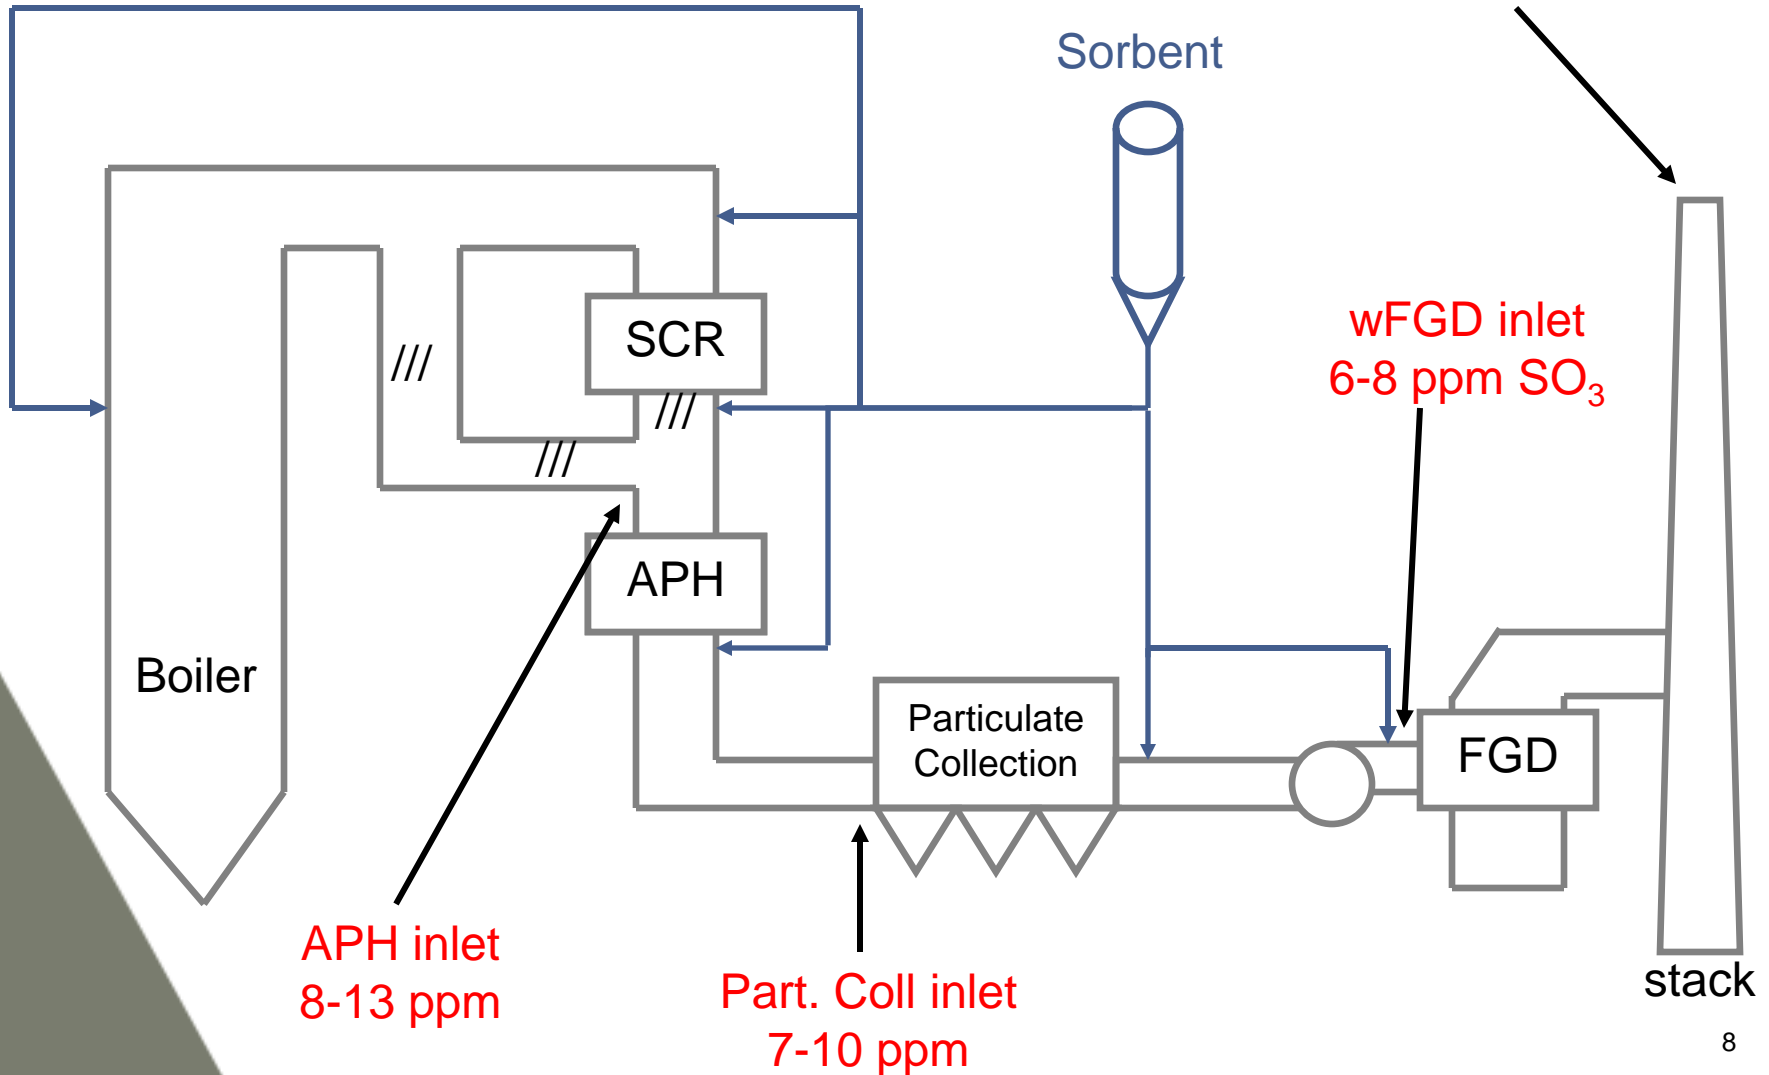 Sorbent
wFGD inlet
6-8 ppm SO₃
SCR
///
///
///
APH
Boiler
Particulate
Collection
FGD
APH inlet
8-13 ppm
Part. Coll inlet
7-10 ppm
stack
8